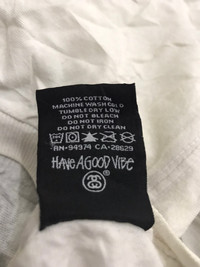 100% COTTON
MACHINE WASH COLD
TUMBLE DRY LOW
DO NOT BLEACH
DO NOT IRON
DO NOT DRY CLEAN
RN•94974 CA•28629
HAVE A GOOD VIBE
®